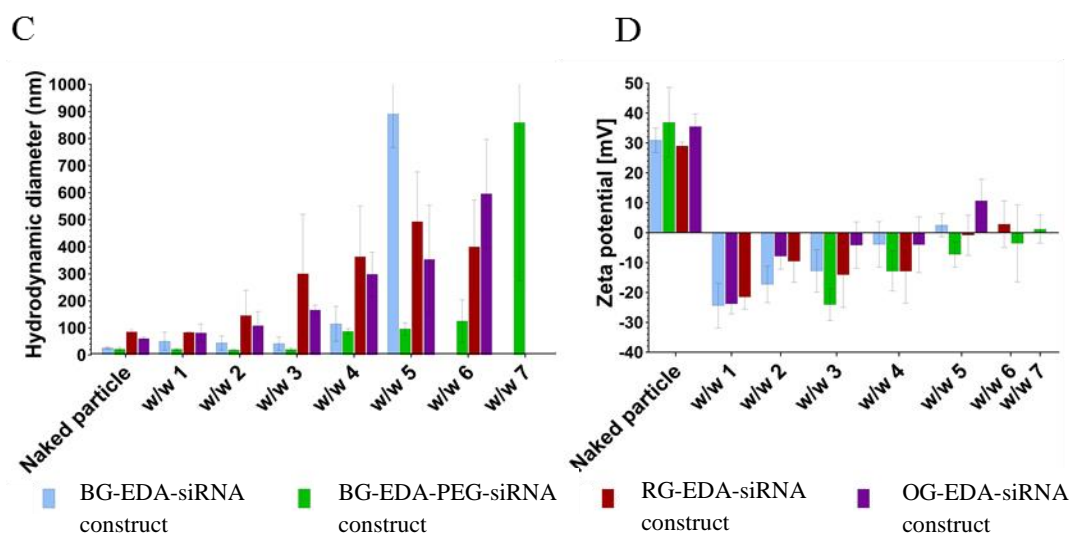 C
D
Hydrodynamic diameter (nm)
1000
900
800
700
600
500
400
300
200
100
0
Naked particle
w/w 1
w/w 2
w/w 3
w/w 4
w/w 5
w/w 6
w/w 7
Zeta potential [mV]
50
40
30
20
10
0
-10
-20
-30
-40
Naked particle
w/w 1
w/w 2
w/w 3
w/w 4
w/w 5
w/w 6
w/w 7
BG-EDA-siRNA
construct
BG-EDA-PEG-siRNA
construct
RG-EDA-siRNA
construct
OG-EDA-siRNA
construct